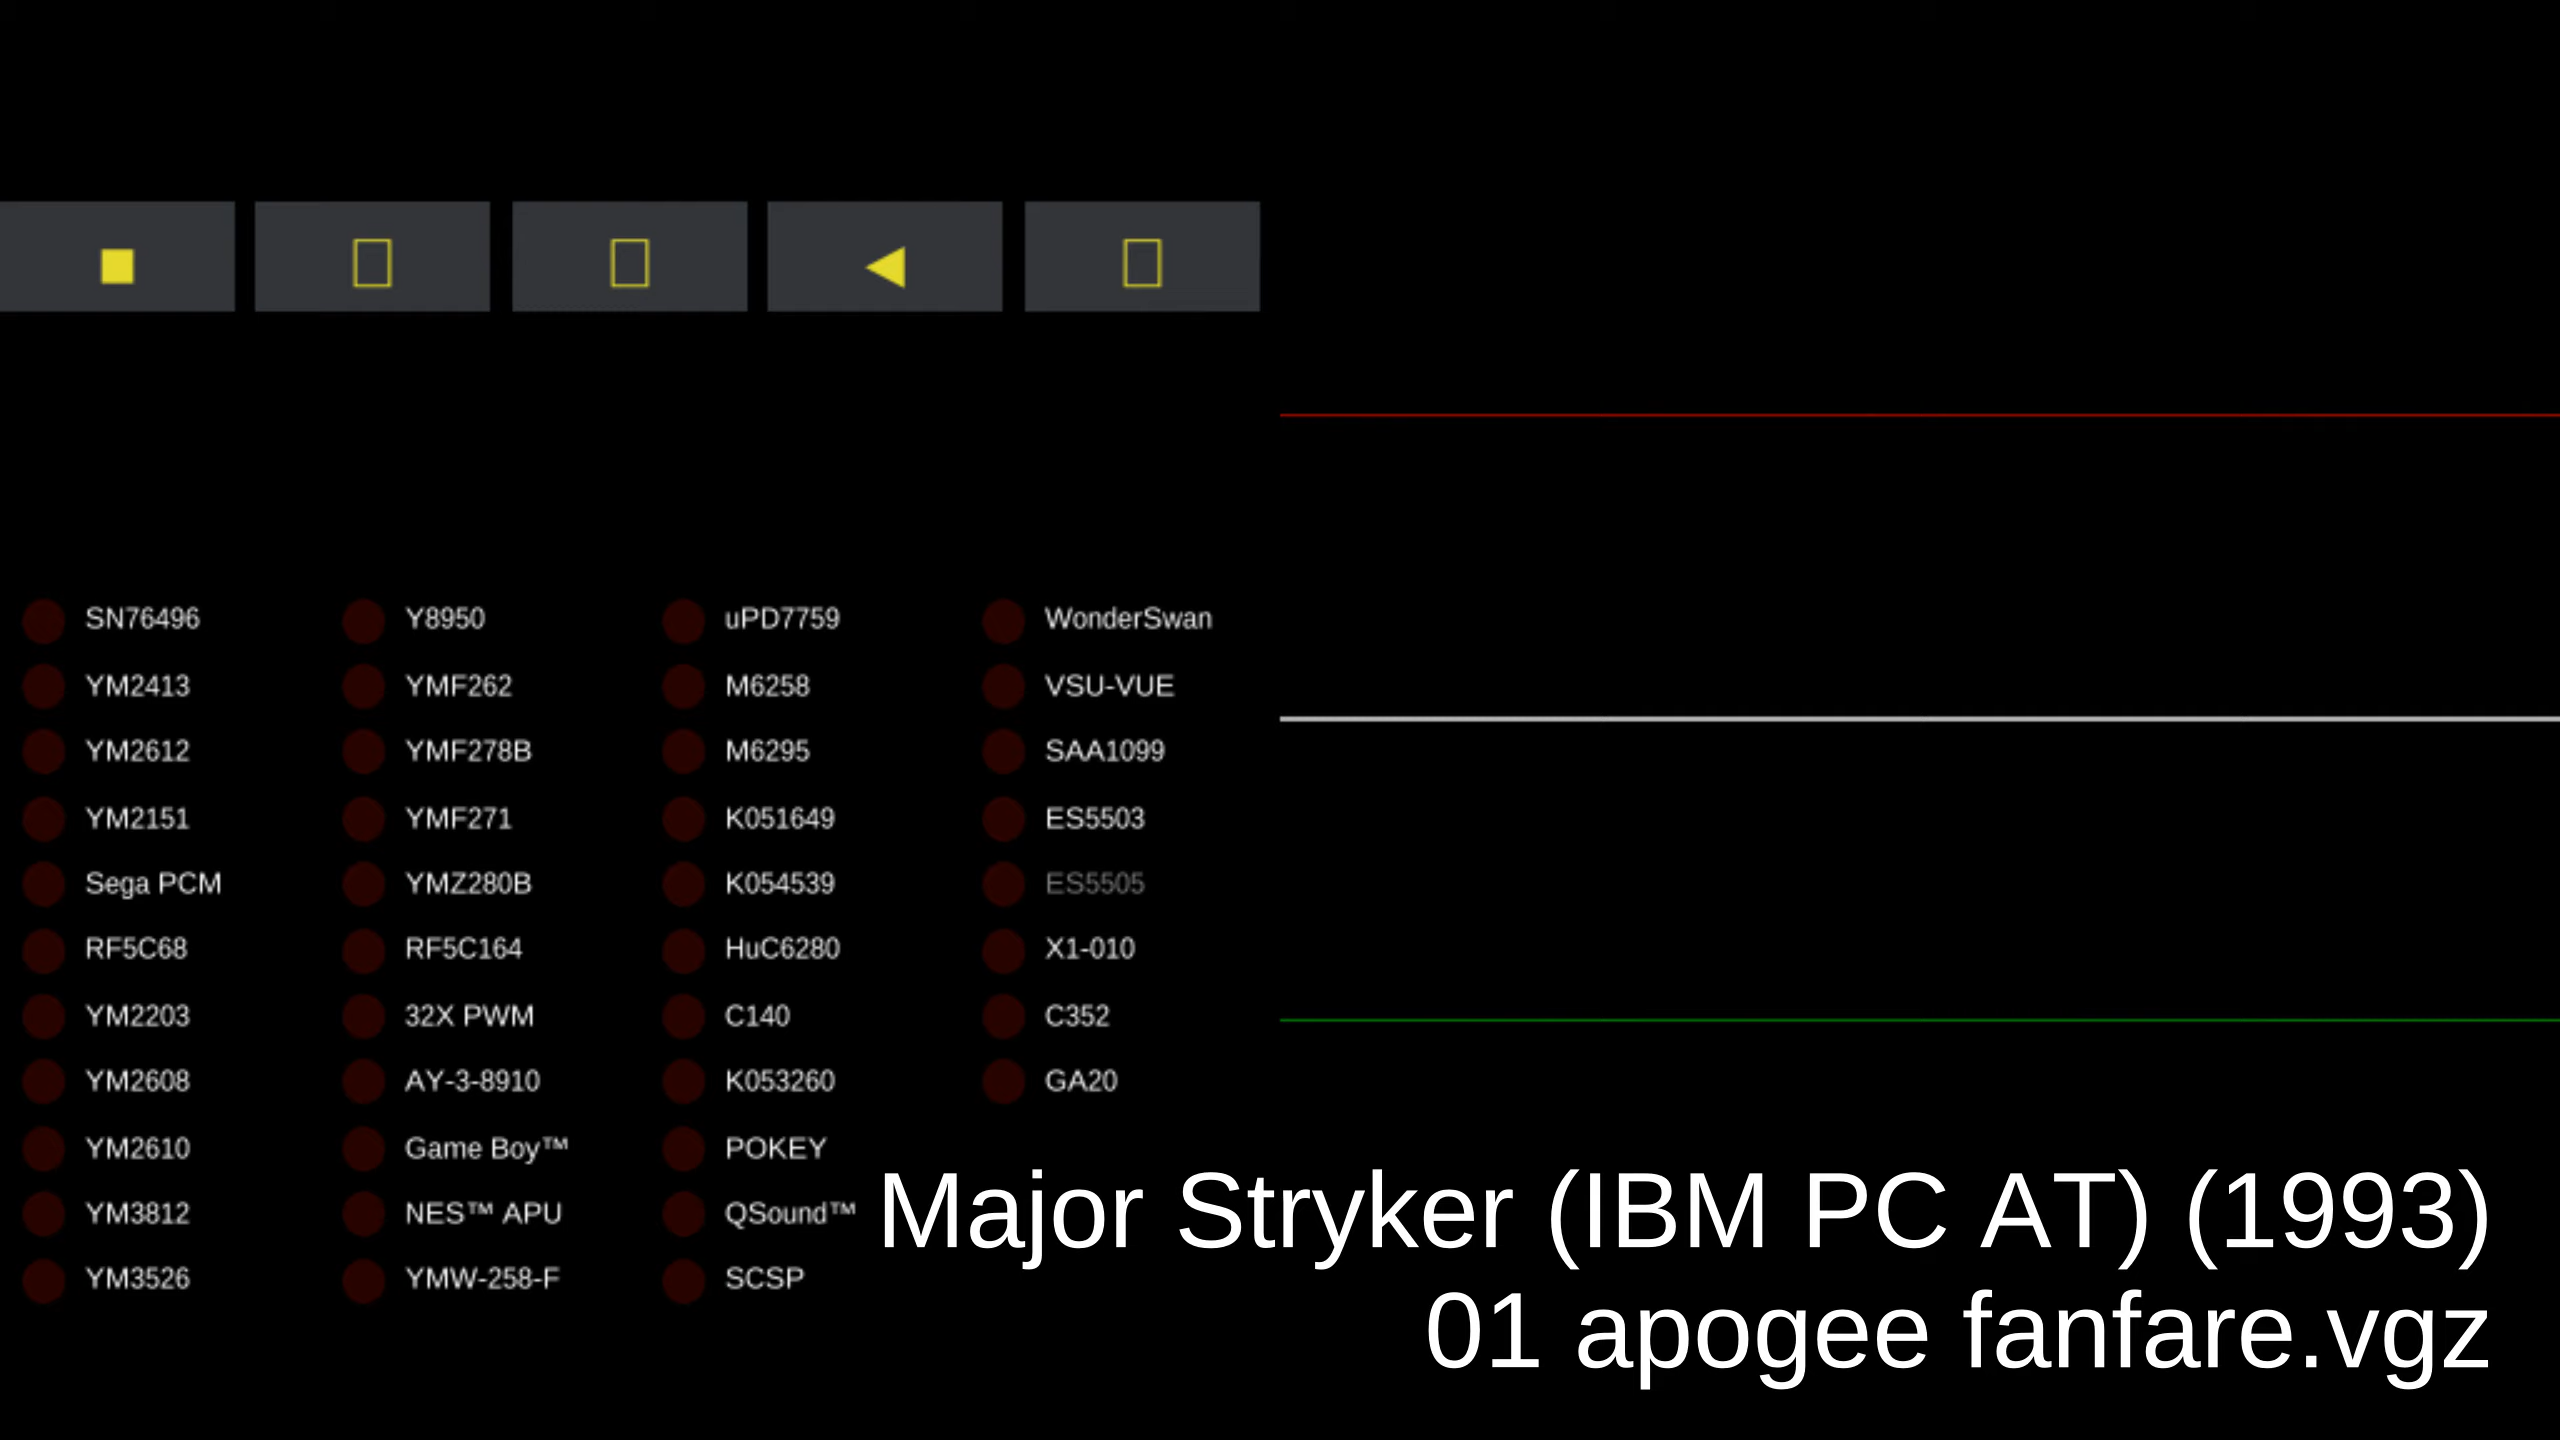 SN76496
YM2413
YM2612
YM2151
Sega PCM
RF5C68
YM2203
YM2608
YM2610
YM3812
YM3526
Y8950
YMF262
YMF278B
YMF271
YMZ280B
RF5C164
32X PWM
AY-3-8910
Game Boy™
NES™ APU
YMW-258-F
uPD7759
M6258
M6295
K051649
K054539
HuC6280
C140
K053260
POKEY
QSound™
SCSP
WonderSwan
VSU-VUE
SAA1099
ES5503
ES5505
X1-010
C352
GA20
Major Stryker (IBM PC AT) (1993)
01 apogee fanfare.vgz